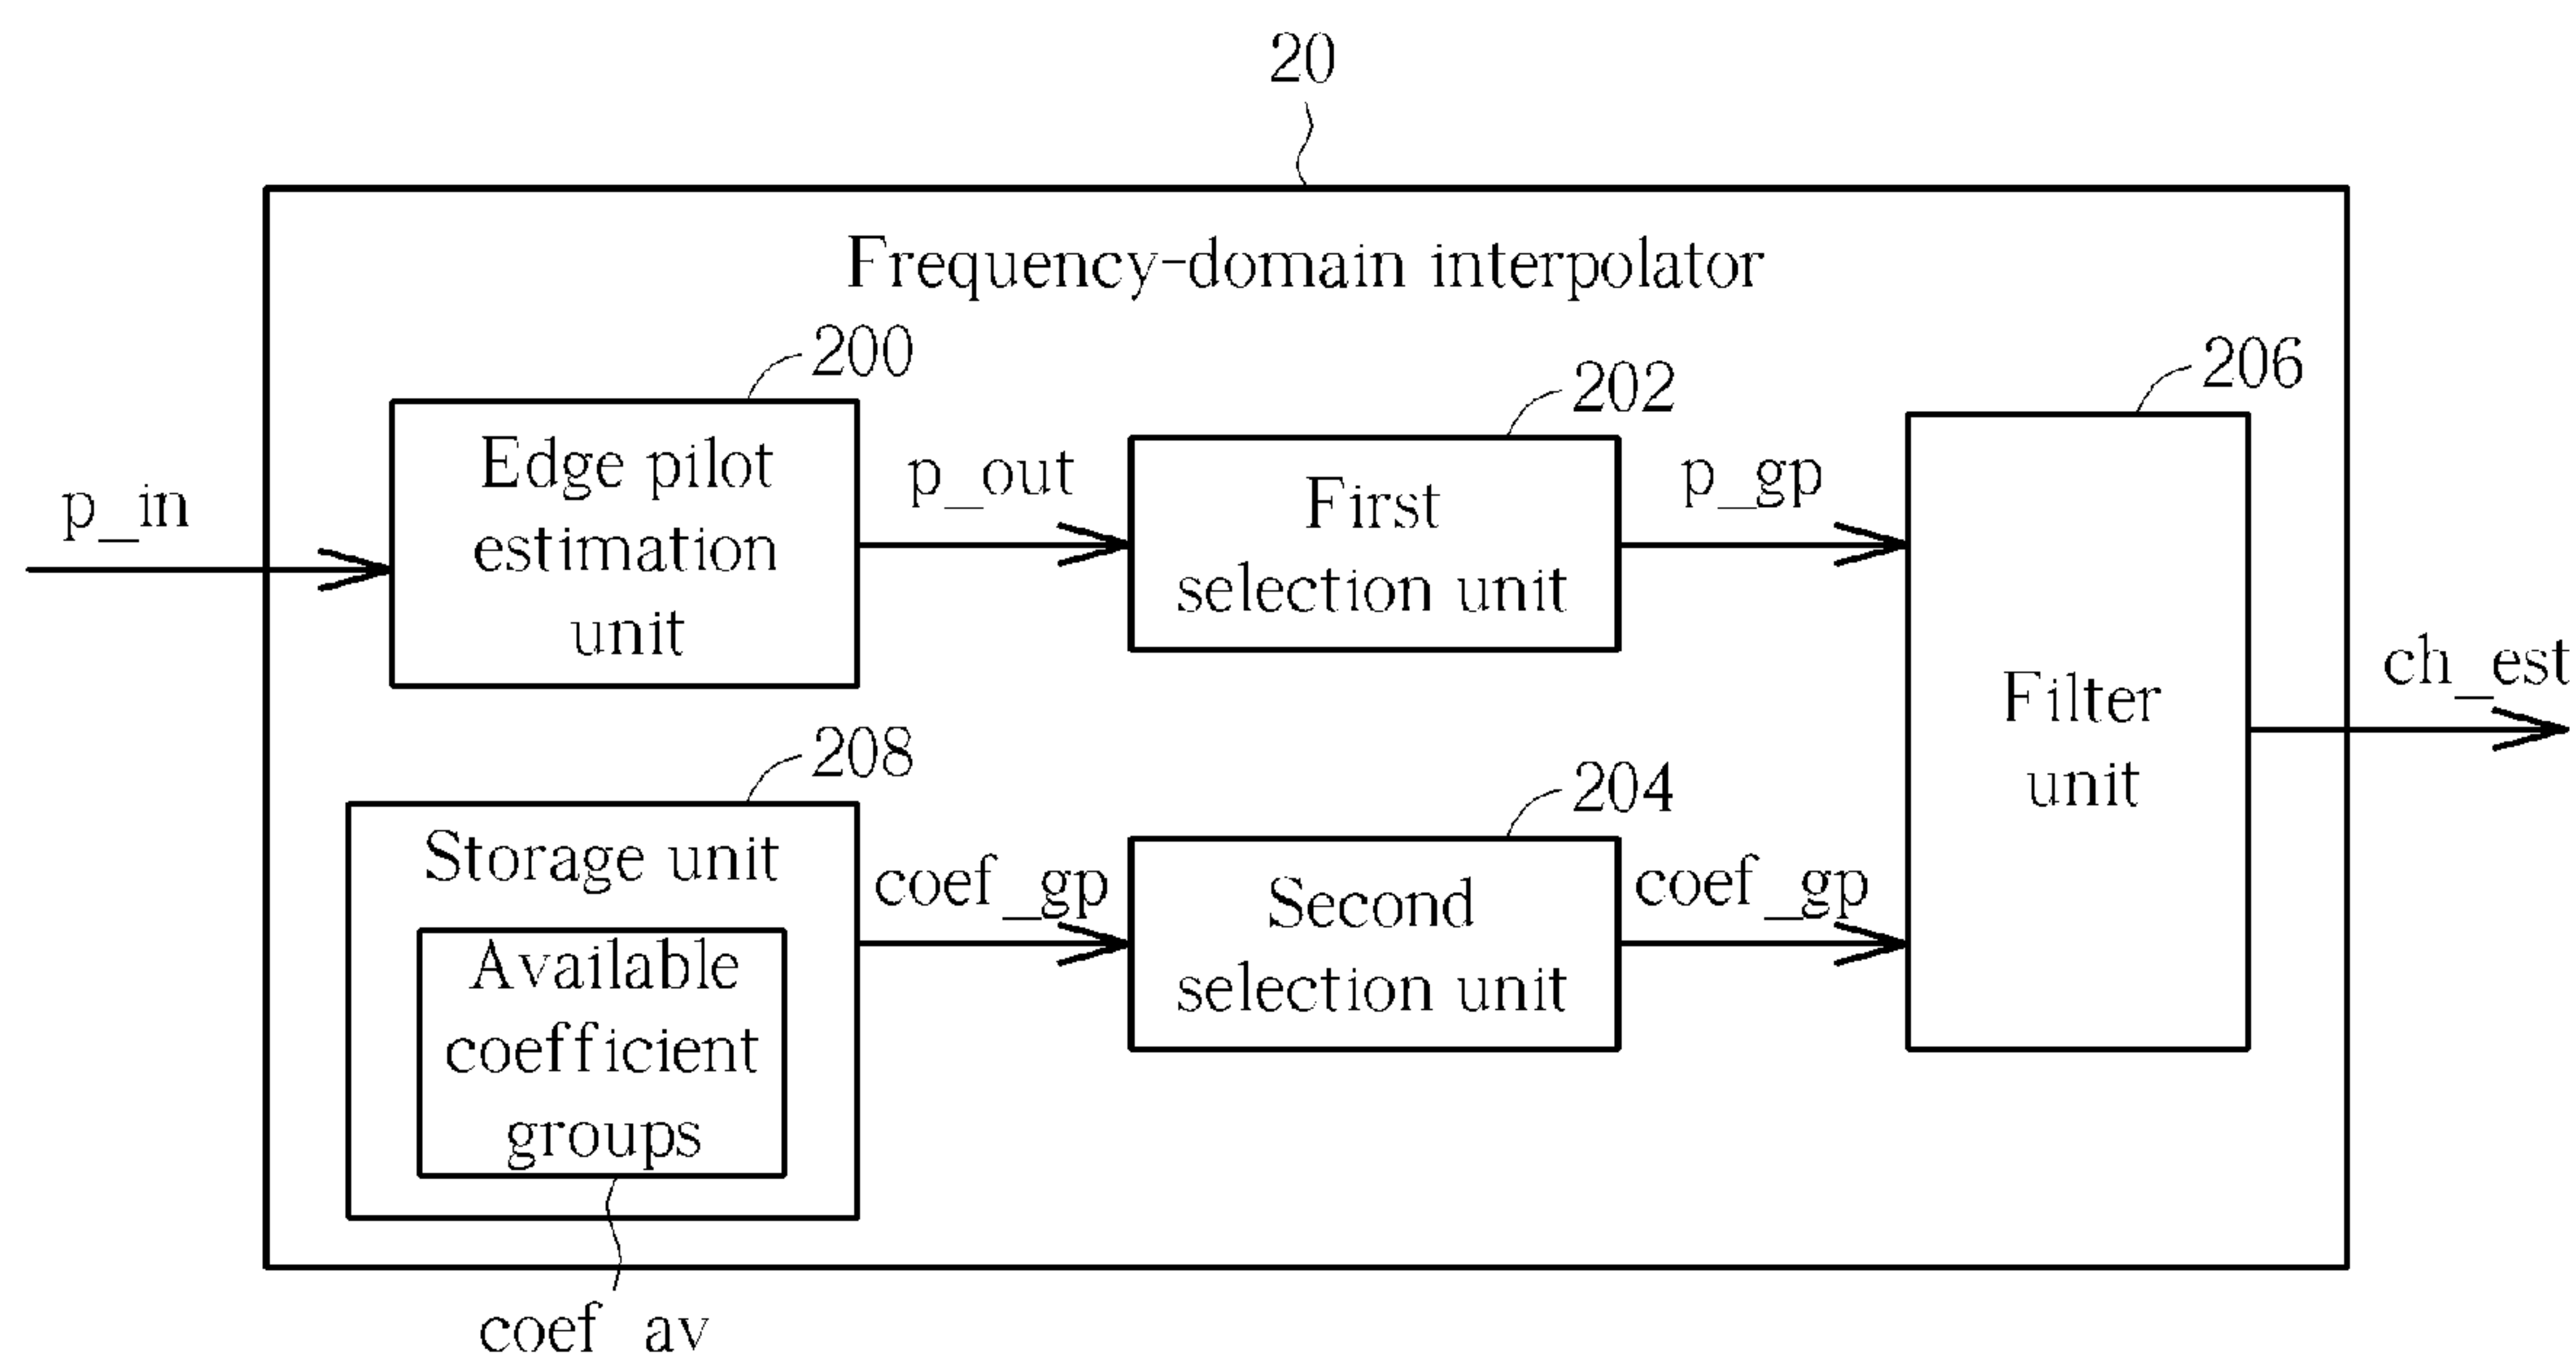 20
Frequency-domain interpolator
200
202
206
p_in
Edge pilot
estimation
unit
p_out
First
selection unit
p_gp
Filter
unit
ch_est
208
204
Storage unit
Available
coefficient
groups
coef_gp
Second
selection unit
coef_gp
coef_av